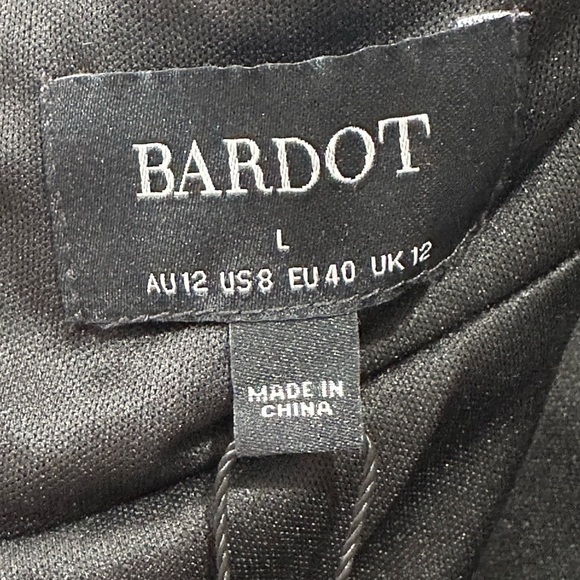 BARDOT
L
AU12 US8 EU40 UK12
MADE IN
CHINA